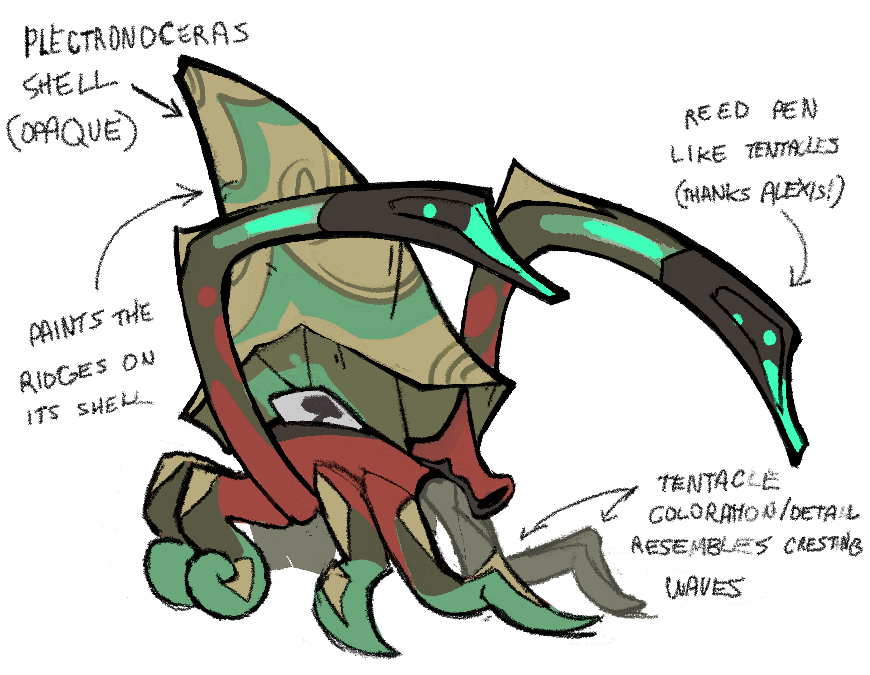 PLECTRONOCERAS
SHELL
(OPAQUE)
REED PEN
LIKE TENTACLES
(THANKS ALEXIS!)
PAINTS THE
RIDGES ON
ITS SHELL
TENTACLE
COLORATION/DETAIL
RESEMBLES CRESTING
WAVES